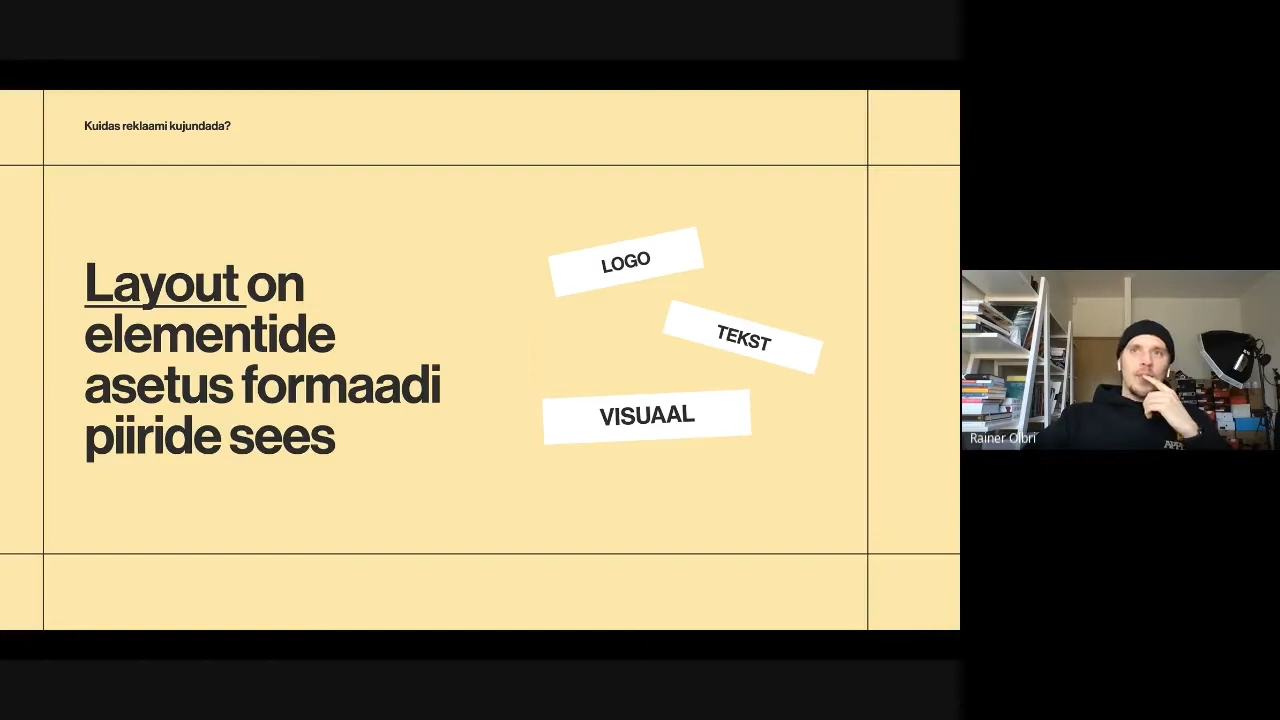 Kuidas reklaami kujundada?
Layout on
elementide
asetus formaadi
piiride sees
LOGO
TEKST
VISUAAL
Rainer Olbri